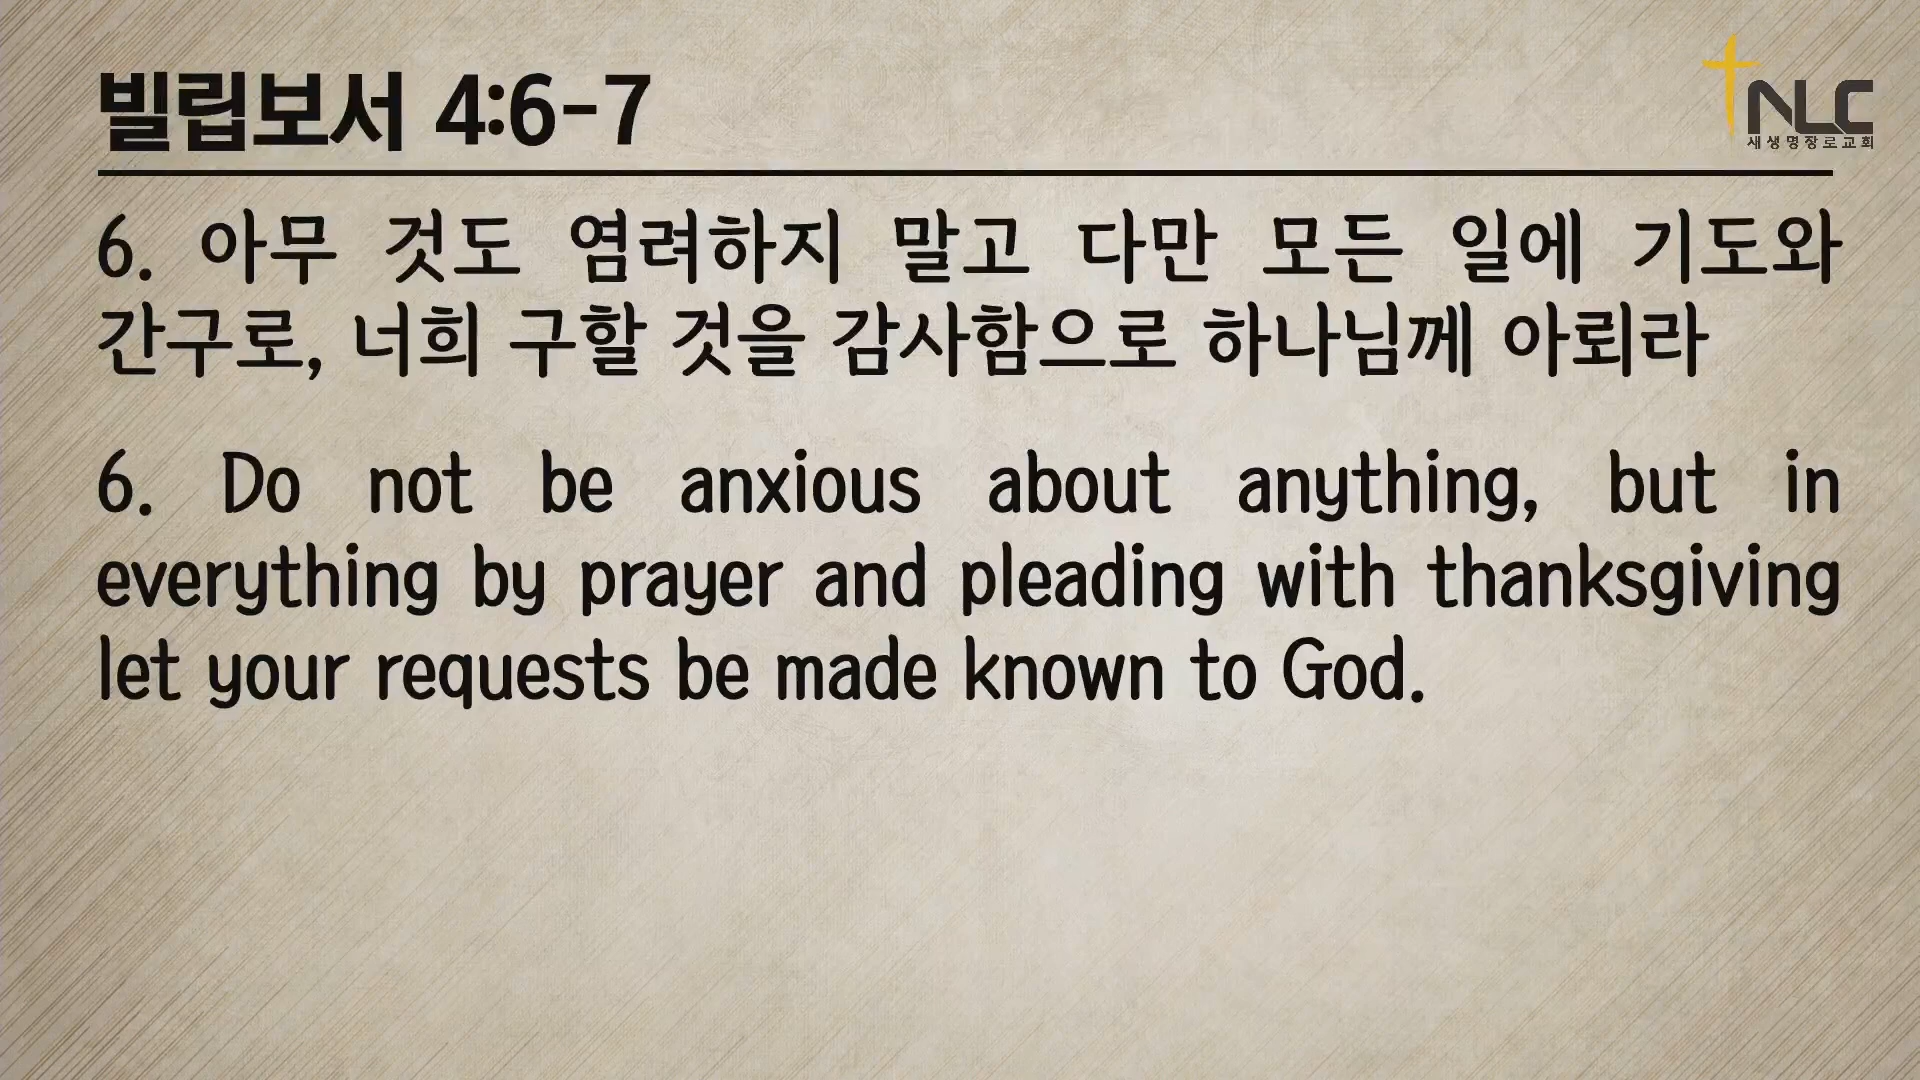 빌립보서 4:6-7
NLC
새생명장로교회
6. 아무 것도 염려하지 말고 다만 모든 일에 기도와
간구로, 너희 구할 것을 감사함으로 하나님께 아뢰라
6. Do not be anxious about anything, but in
everything by prayer and pleading with thanksgiving
let your requests be made known to God.